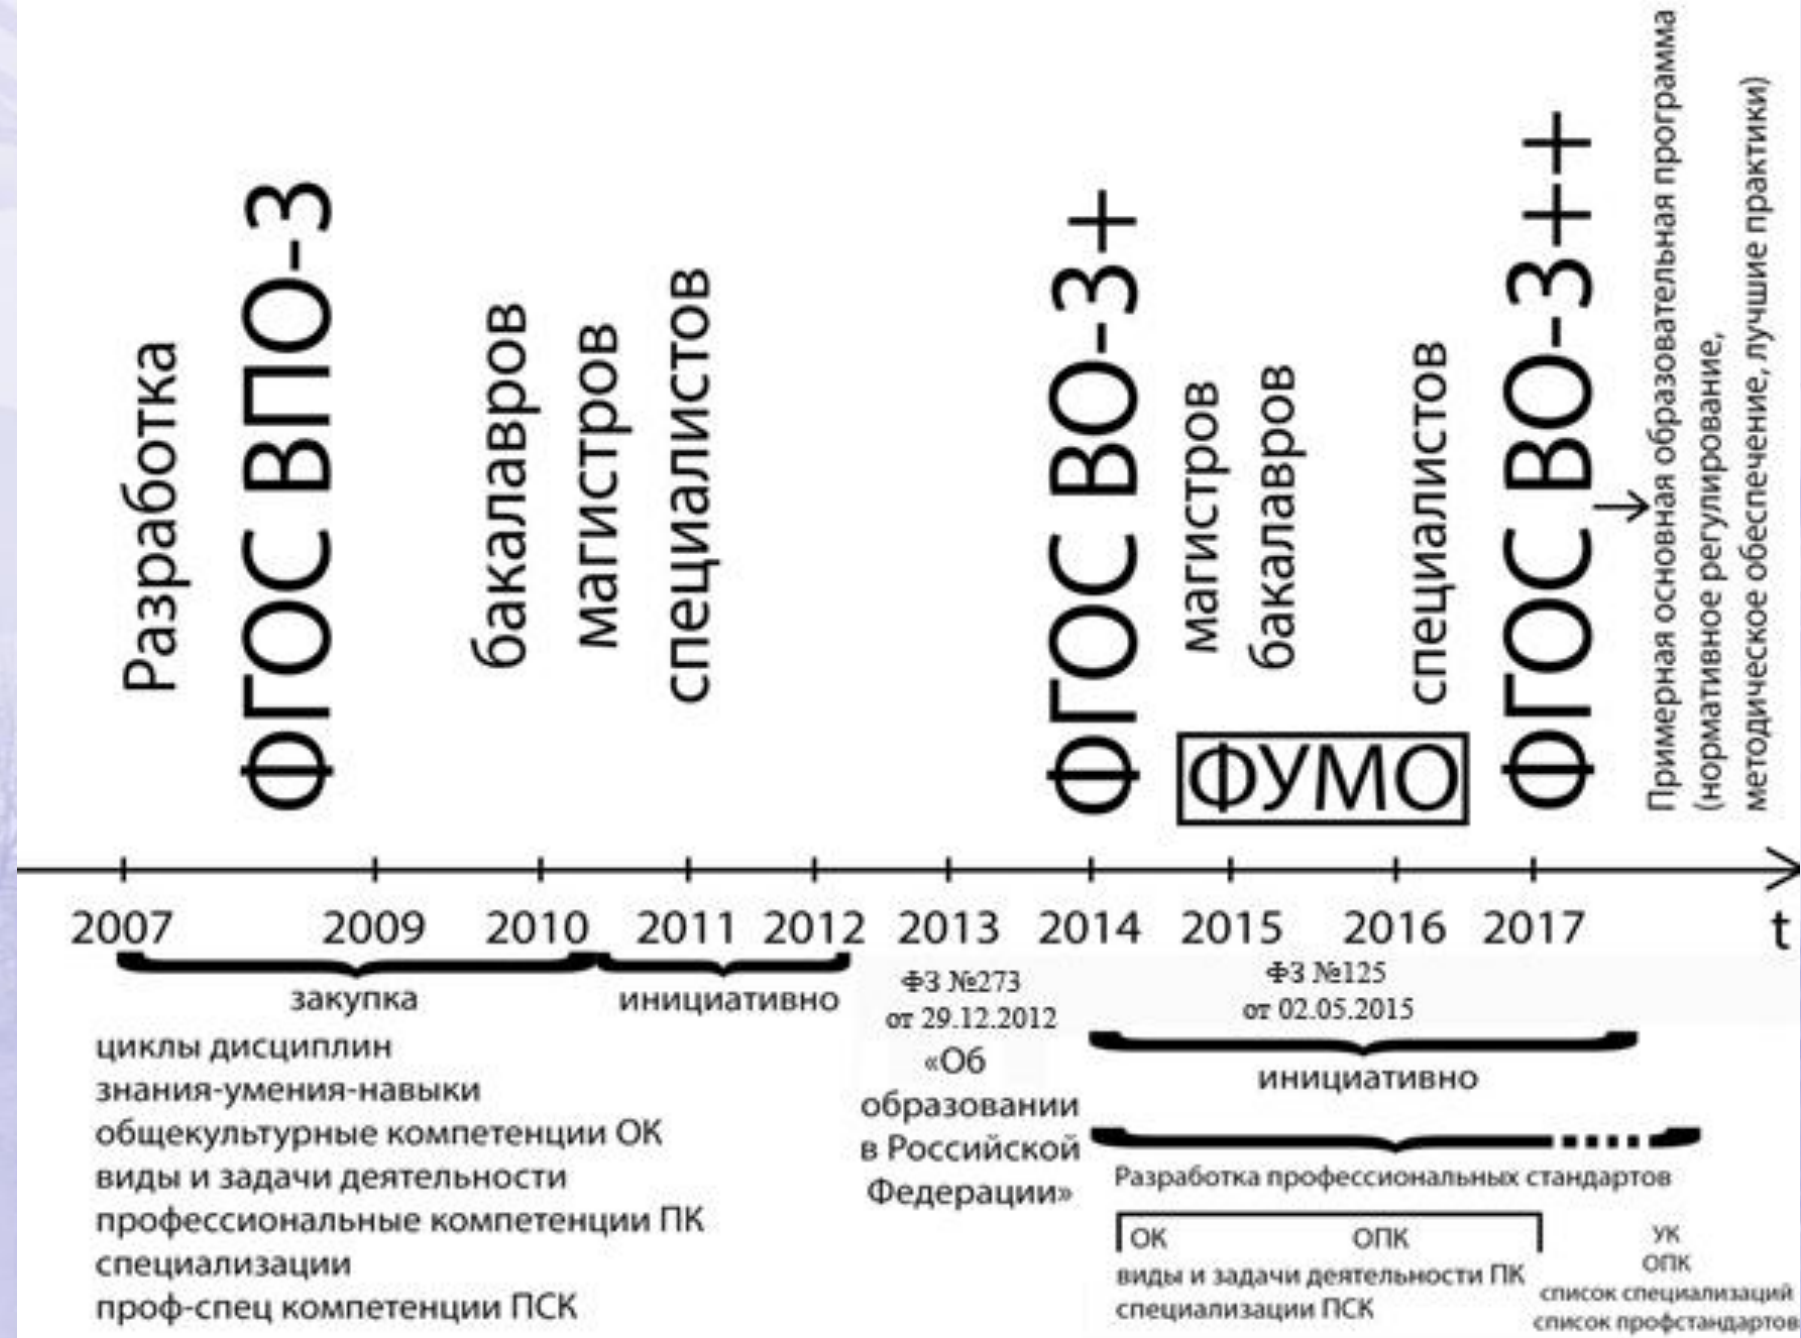 Разработка
ФГОС ВПО-3
бакалавров
магистров
специалистов
ФГОС ВО-3+
магистров
бакалавров
специалистов
ФУМО
ФГОС ВО-3++
Примерная основная образовательная программа
(нормативное регулирование,
методическое обеспечение, лучшие практики)
2007 2009 2010 2011 2012 2013 2014 2015 2016 2017 t
закупка
инициативно
циклы дисциплин
знания-умения-навыки
общекультурные компетенции ОК
виды и задачи деятельности
профессиональные компетенции ПК
специализации
проф-спец компетенции ПСК
ФЗ №273
от 29.12.2012
«Об
образовании
в Российской
Федерации»
ФЗ №125
от 02.05.2015
инициативно
Разработка профессиональных стандартов
ОК ОПК
виды и задачи деятельности ПК
специализации ПСК
УК
ОПК
список специализаций
список профстандартов